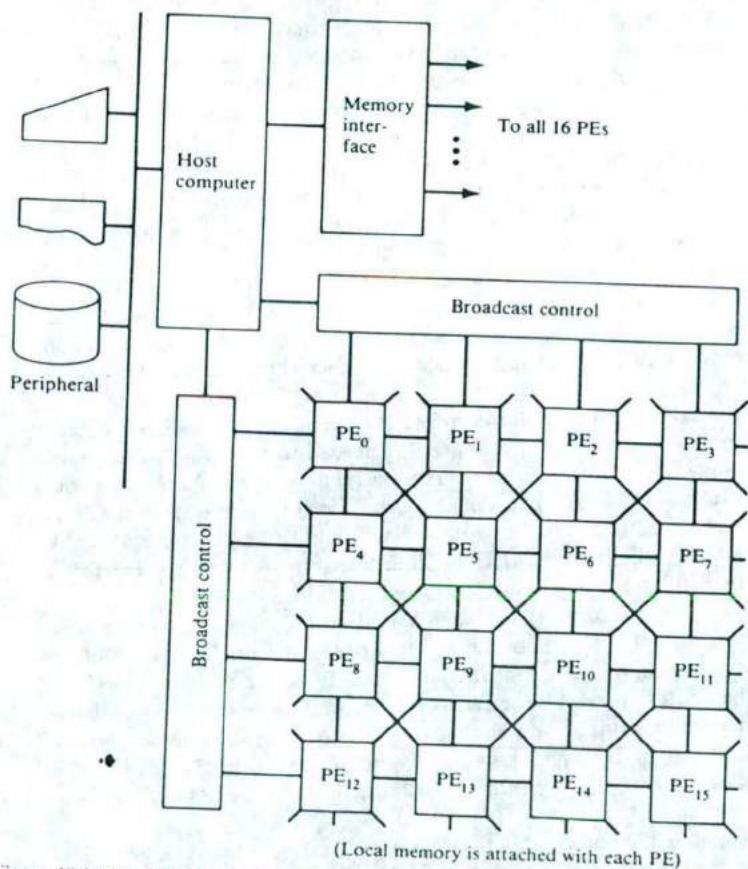 Host
computer
Memory
inter-
face
To all 16 PEs
Broadcast control
Peripheral
Broadcast control
PE₀
PE₁
PE₂
PE₃
PE₄
PE₅
PE₆
PE₇
PE₈
PE₉
PE₁₀
PE₁₁
PE₁₂
PE₁₃
PE₁₄
PE₁₅
(Local memory is attached with each PE)